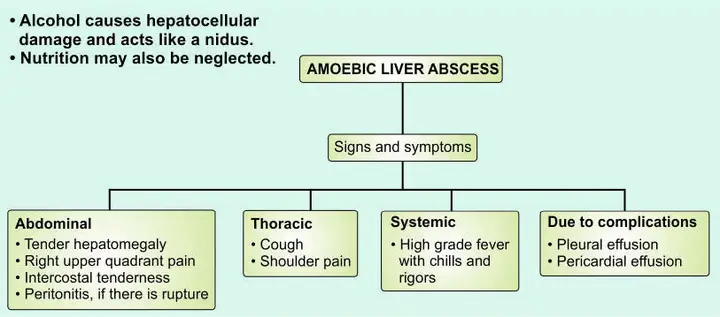 • Alcohol causes hepatocellular
damage and acts like a nidus.
• Nutrition may also be neglected.
AMOEBIC LIVER ABSCESS
Signs and symptoms
Abdominal
• Tender hepatomegaly
• Right upper quadrant pain
• Intercostal tenderness
• Peritonitis, if there is rupture
Thoracic
• Cough
• Shoulder pain
Systemic
• High grade fever
with chills and
rigors
Due to complications
• Pleural effusion
• Pericardial effusion